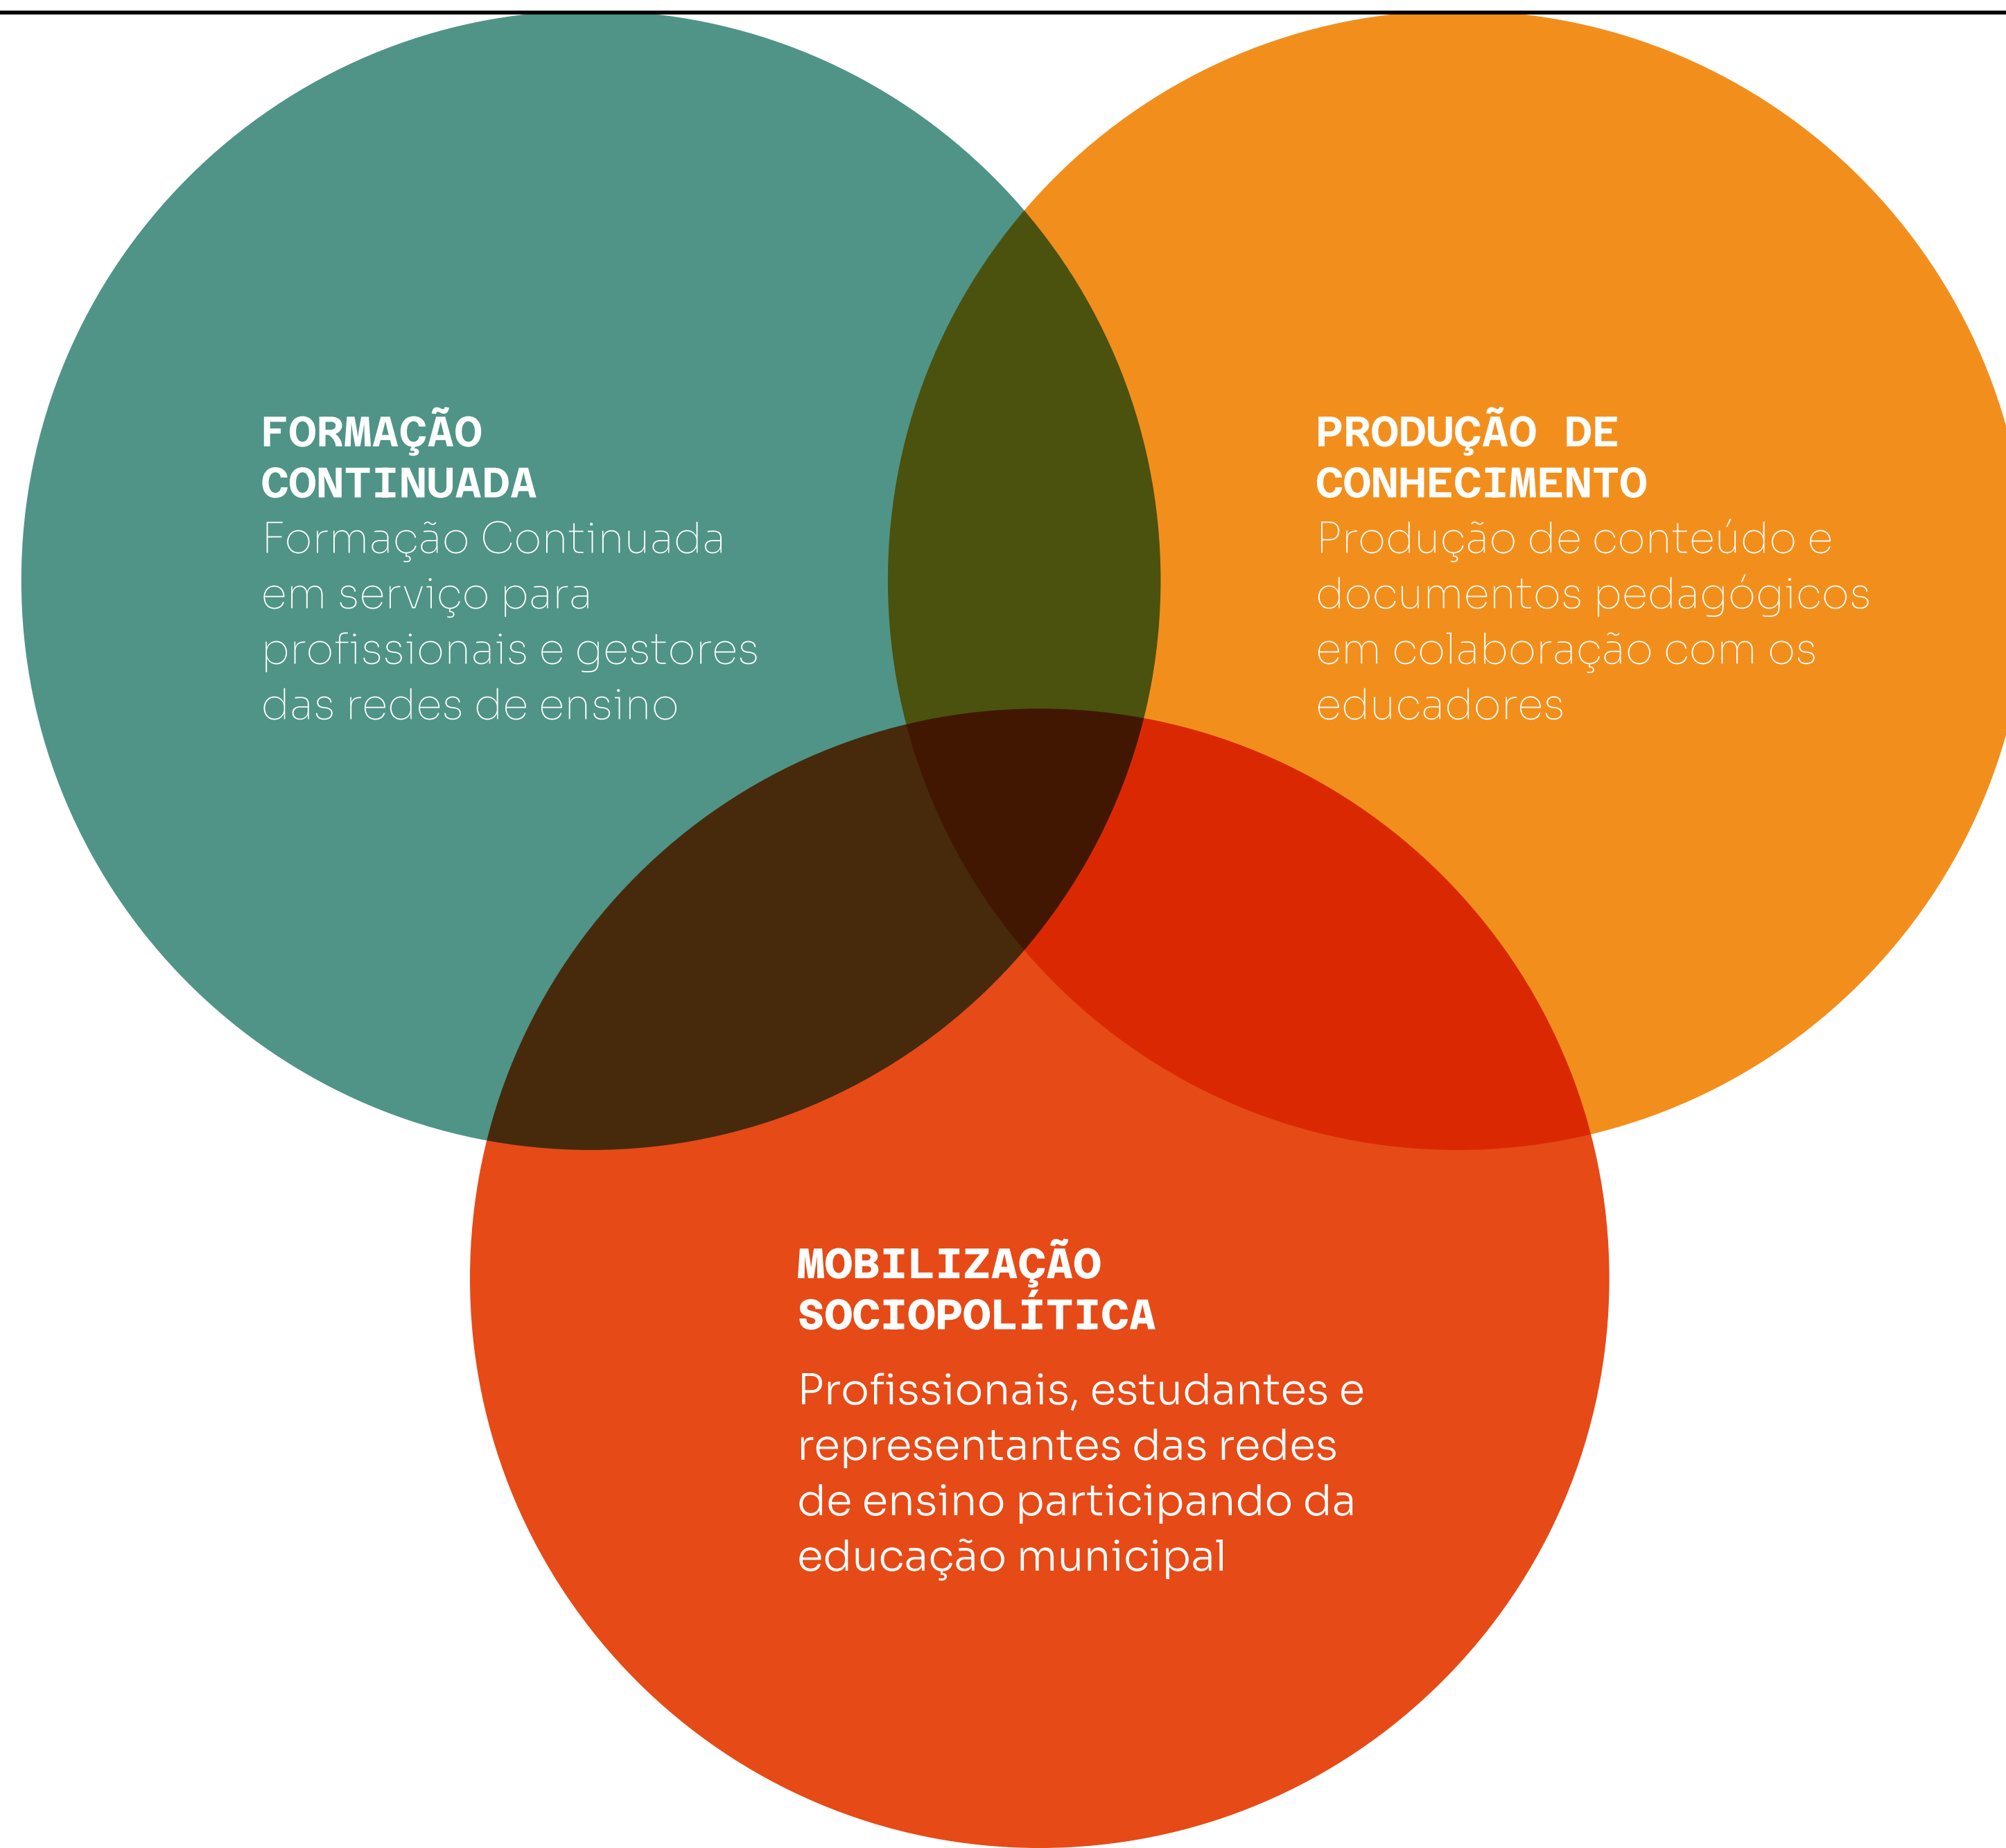 FORMAÇÃO
CONTINUADA
Formação Continuada
em serviço para
profissionais e gestores
das redes de ensino
PRODUÇÃO DE
CONHECIMENTO
Produção de conteúdo e
documentos pedagógicos
em colaboração com os
educadores
MOBILIZAÇÃO
SOCIOPOLÍTICA
Profissionais, estudantes e
representantes das redes
de ensino participando da
educação municipal